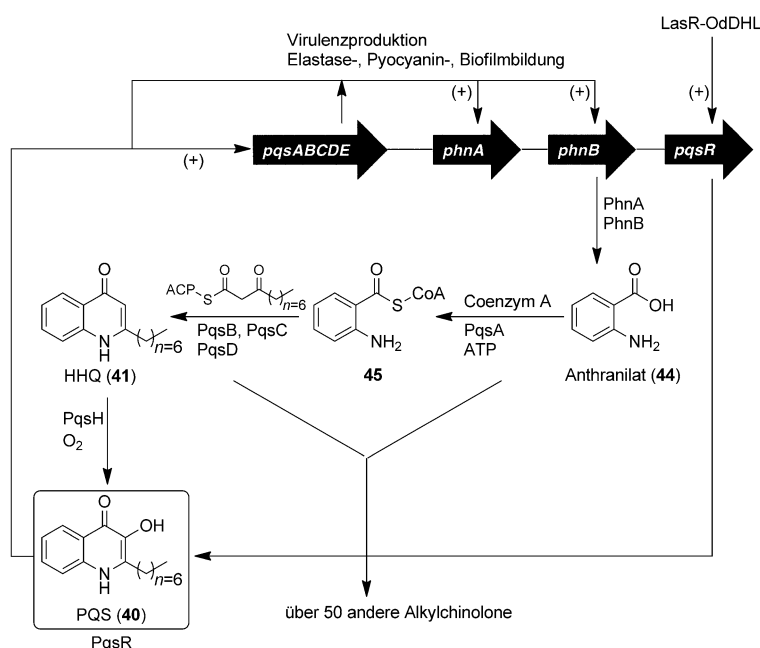 LasR-OdDHL
Virulenzproduktion
Elastase-, Pyocyanin-, Biofilmbildung
(+)
(+)
(+)
(+)
pqsABCDE
phnA
phnB
pqsR
PhnA
PhnB
O
ACP
S
O
O
n=6
N
H
n=6
HHQ (41)
PqsB, PqsC
PqsD
O
S
CoA
NH2
45
Coenzym A
PqsA
ATP
O
OH
NH2
Anthranilat (44)
PqsH
O2
O
OH
N
H
n=6
PQS (40)
PqsR
über 50 andere Alkylchinolone